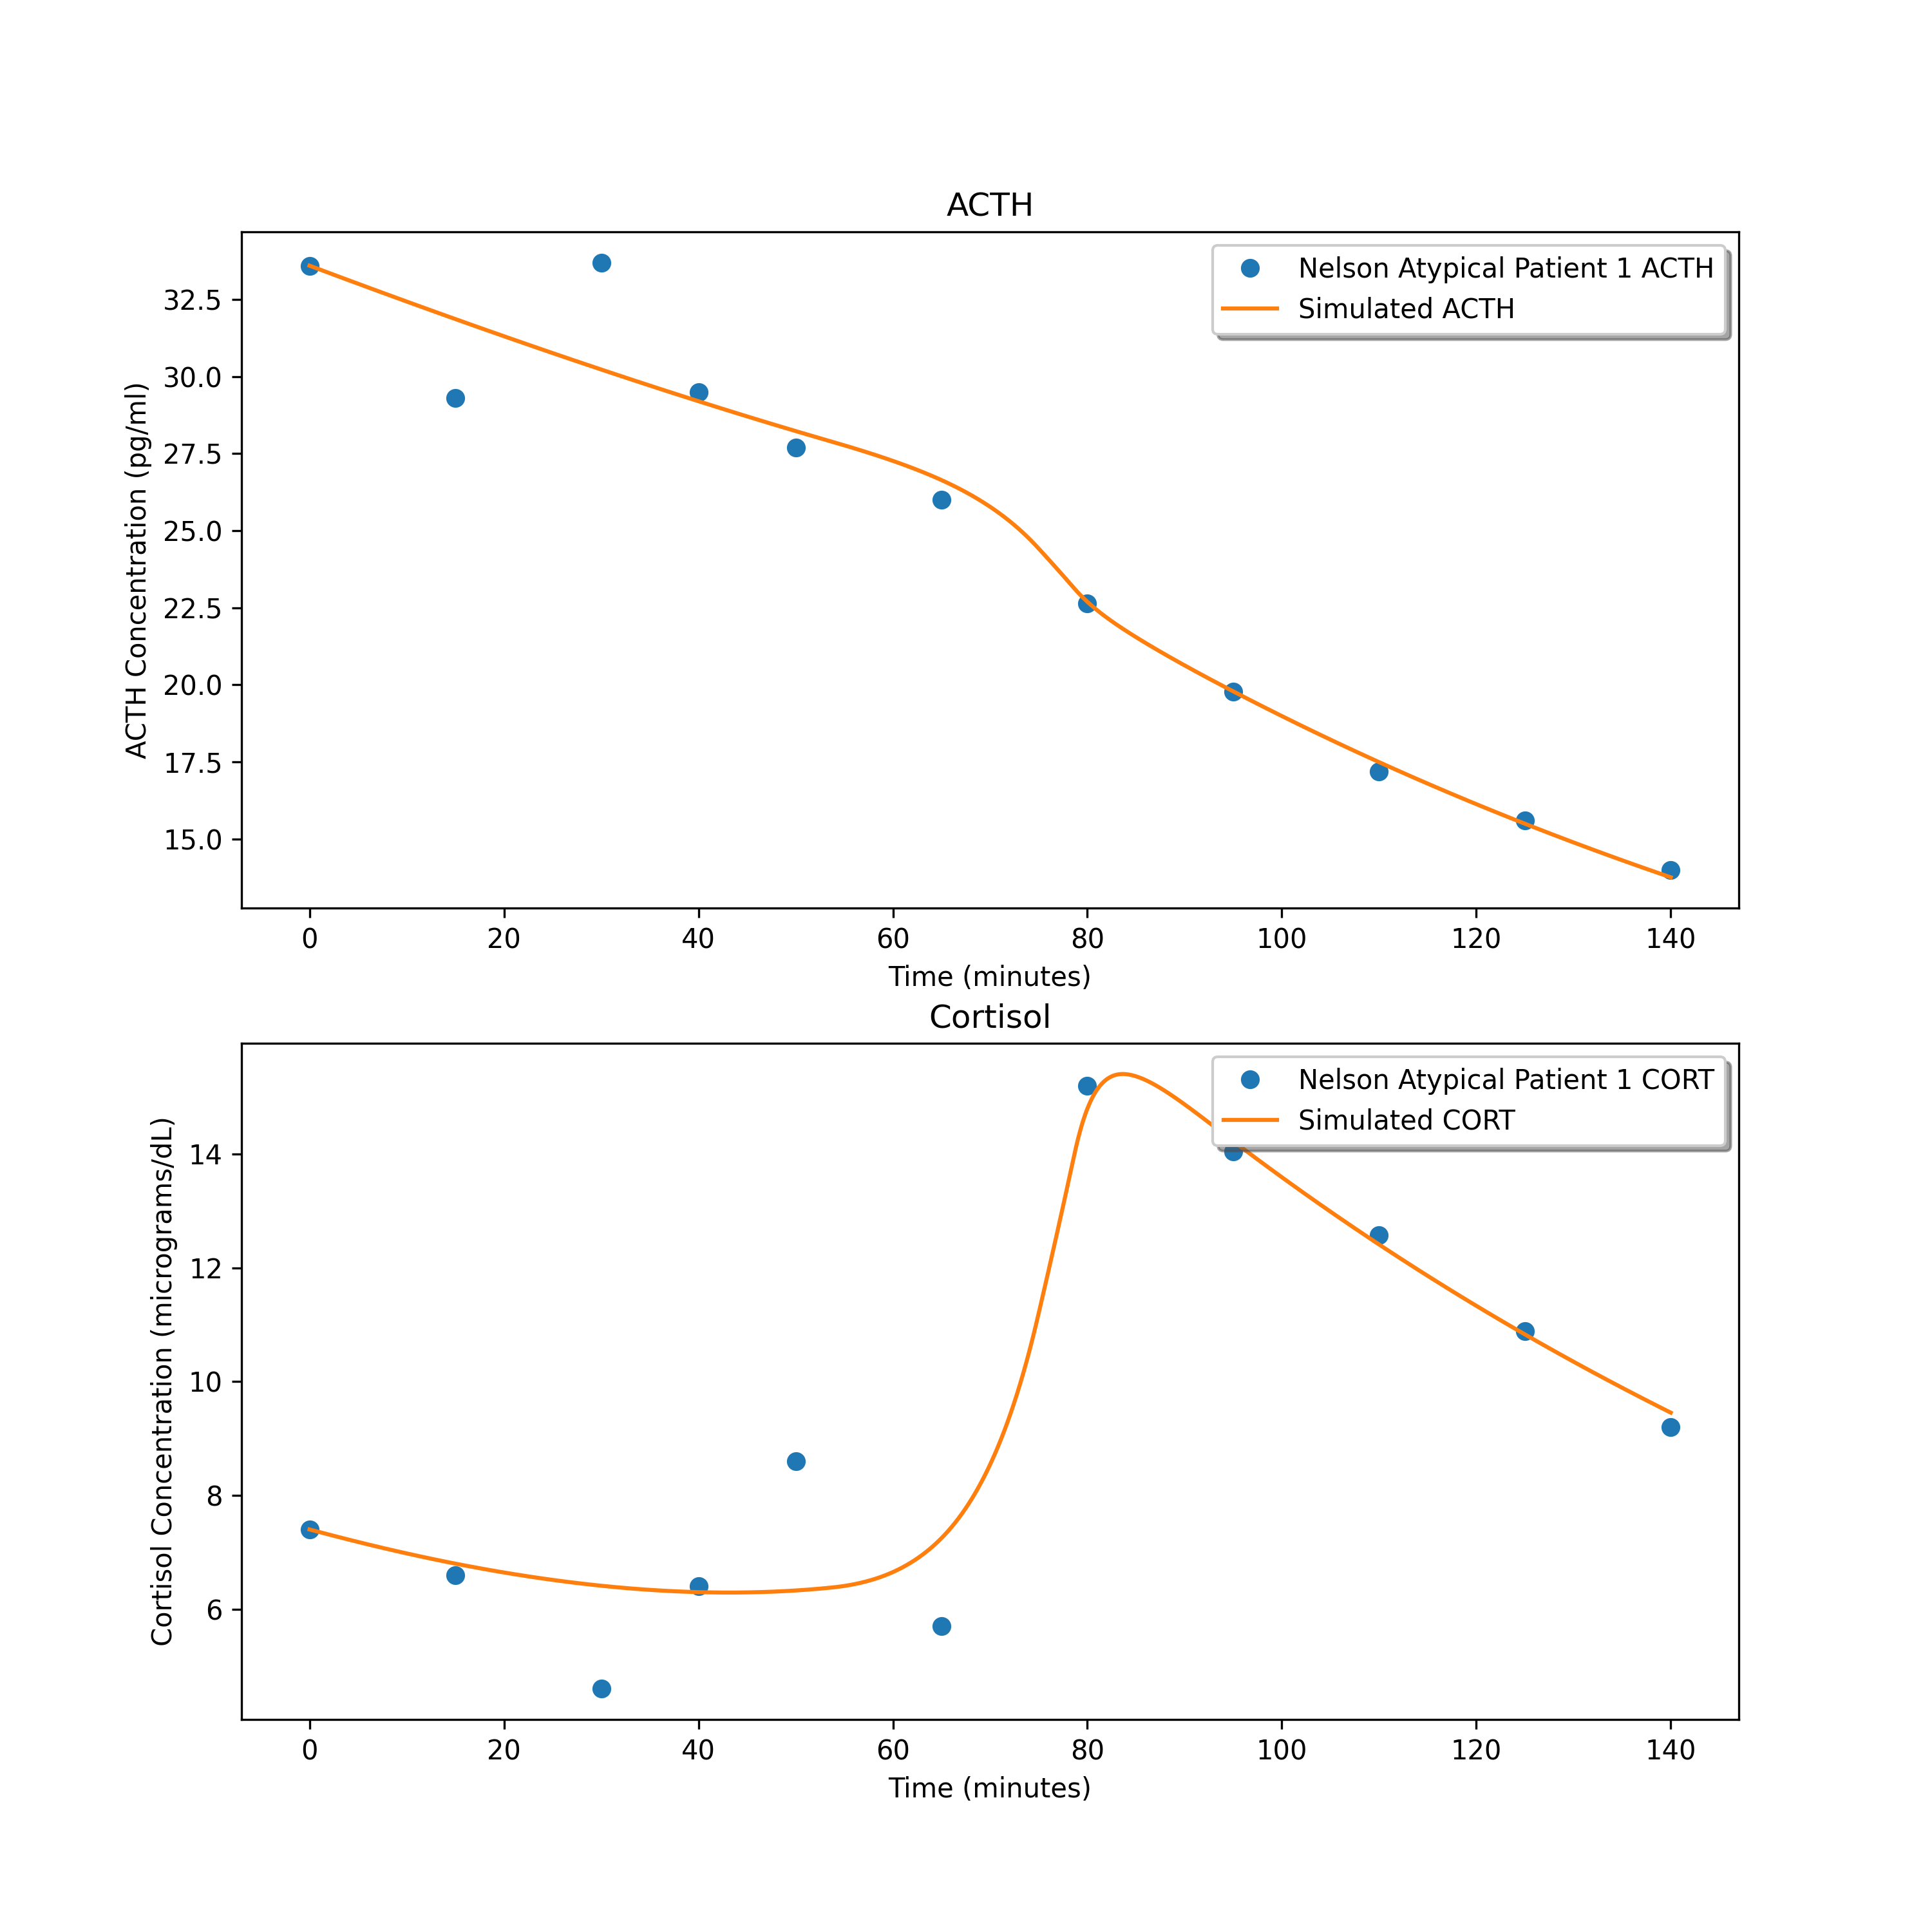 ACTH
Nelson Atypical Patient 1 ACTH
Simulated ACTH
ACTH Concentration (pg/ml)
32.5
30.0
27.5
25.0
22.5
20.0
17.5
15.0
0 20 40 60 80 100 120 140
Time (minutes)
Cortisol
Nelson Atypical Patient 1 CORT
Simulated CORT
Cortisol Concentration (micrograms/dL)
14
12
10
8
6
0 20 40 60 80 100 120 140
Time (minutes)